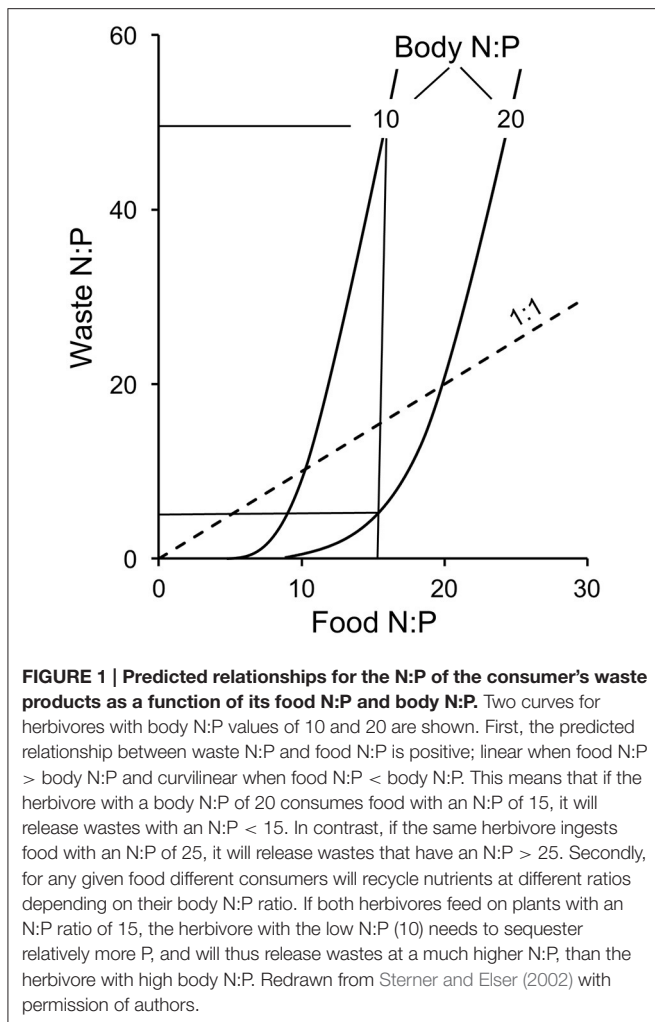 60
Body N:P
10
20
40
Waste N:P
1:1
20
0
0
10
20
30
Food N:P
FIGURE 1 | Predicted relationships for the N:P of the consumer's waste
products as a function of its food N:P and body N:P. Two curves for
herbivores with body N:P values of 10 and 20 are shown. First, the predicted
relationship between waste N:P and food N:P is positive; linear when food N:P
> body N:P and curvilinear when food N:P < body N:P. This means that if the
herbivore with a body N:P of 20 consumes food with an N:P of 15, it will
release wastes with an N:P < 15. In contrast, if the same herbivore ingests
food with an N:P of 25, it will release wastes that have an N:P > 25. Secondly,
for any given food different consumers will recycle nutrients at different ratios
depending on their body N:P ratio. If both herbivores feed on plants with an
N:P ratio of 15, the herbivore with the low N:P (10) needs to sequester
relatively more P, and will thus release wastes at a much higher N:P, than the
herbivore with high body N:P. Redrawn from Sterner and Elser (2002) with
permission of authors.